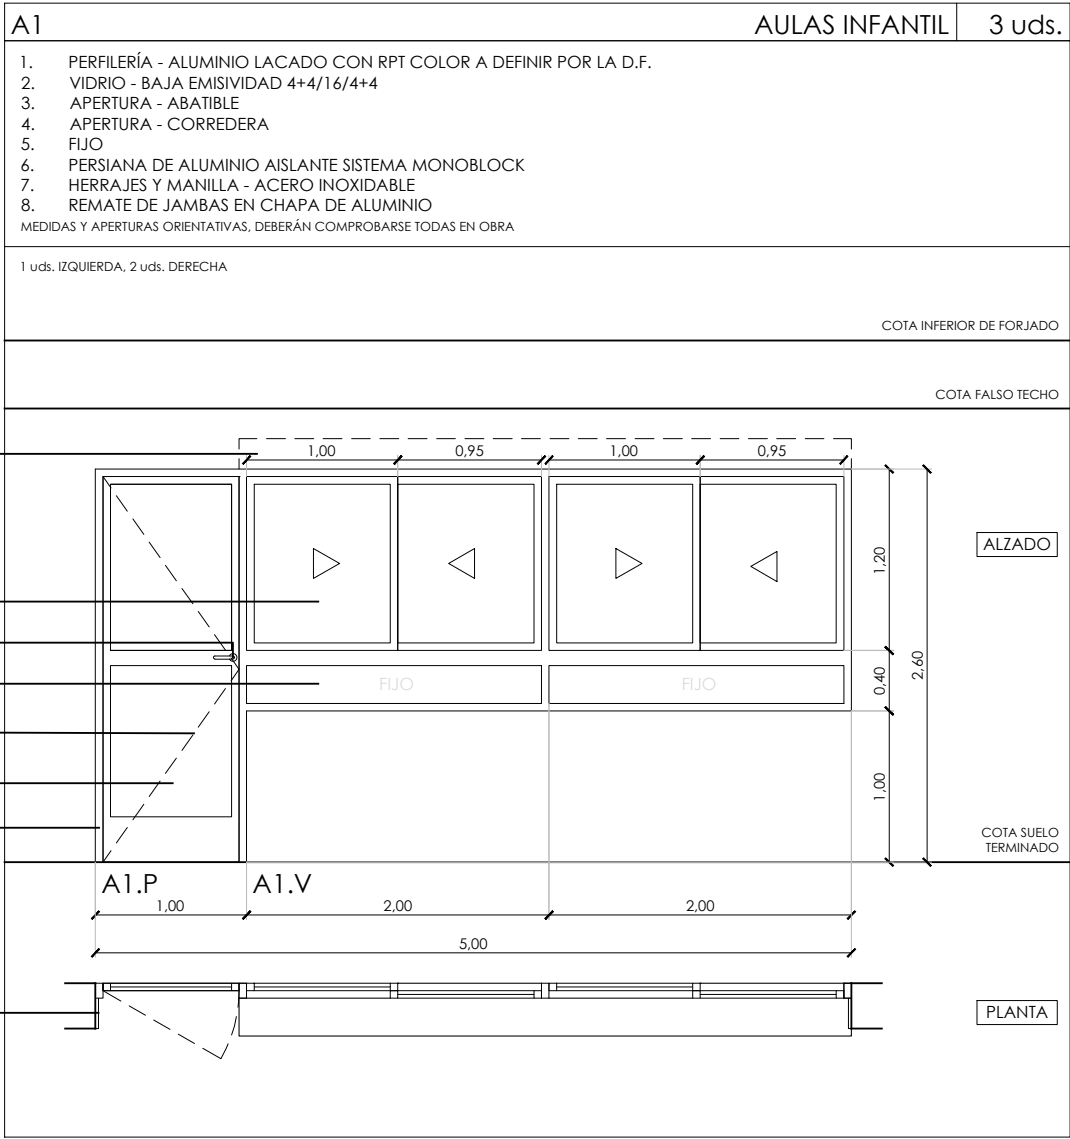 A1 AULAS INFANTIL 3 uds.
1. PERFILERÍA - ALUMINIO LACADO CON RPT COLOR A DEFINIR POR LA D.F.
2. VIDRIO - BAJA EMISIVIDAD 4+4/16/4+4
3. APERTURA - ABATIBLE
4. APERTURA - CORREDERA
5. FIJO
6. PERSIANA DE ALUMINIO AISLANTE SISTEMA MONOBLOCK
7. HERRAJES Y MANILLA - ACERO INOXIDABLE
8. REMATE DE JAMBAS EN CHAPA DE ALUMINIO
MEDIDAS Y APERTURAS ORIENTATIVAS, DEBERÁN COMPROBARSE TODAS EN OBRA
1 uds. IZQUIERDA, 2 uds. DERECHA
COTA INFERIOR DE FORJADO
COTA FALSO TECHO
1,00 0,95 1,00 0,95
ALZADO
1,20
2,60
0,40
FIJO FIJO
1,00
COTA SUELO
TERMINADO
A1.P A1.V
1,00 2,00 2,00
5,00
PLANTA